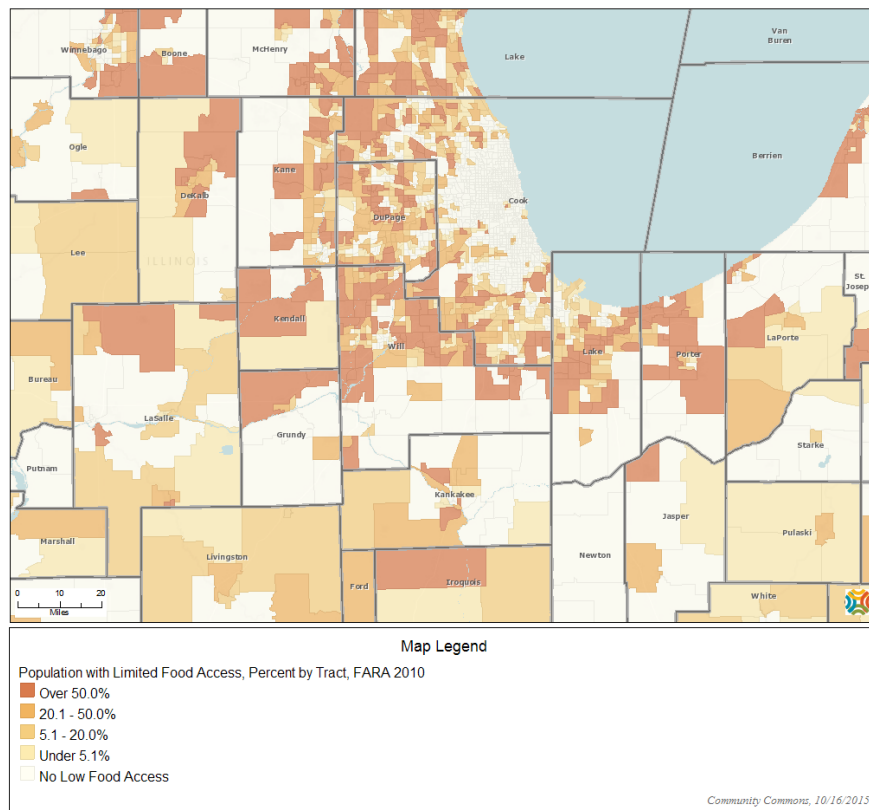 Van
Buren
Winnebago
Boone
McHenry
Lake
Ogle
Berrien
Kane
DeKalb
Cook
DuPage
Lee
ILLINOIS
St.
Joseph
Kendall
LaPorte
Will
Lake
Porter
Bureau
LaSalle
Grundy
Starke
Putnam
Kankakee
Jasper
Pulaski
Marshall
Livingston
Newton
Ford
Iroquois
White
0 10 20
Miles
Map Legend
Population with Limited Food Access, Percent by Tract, FARA 2010
Over 50.0%
20.1 - 50.0%
5.1 - 20.0%
Under 5.1%
No Low Food Access
Community Commons, 10/16/2015